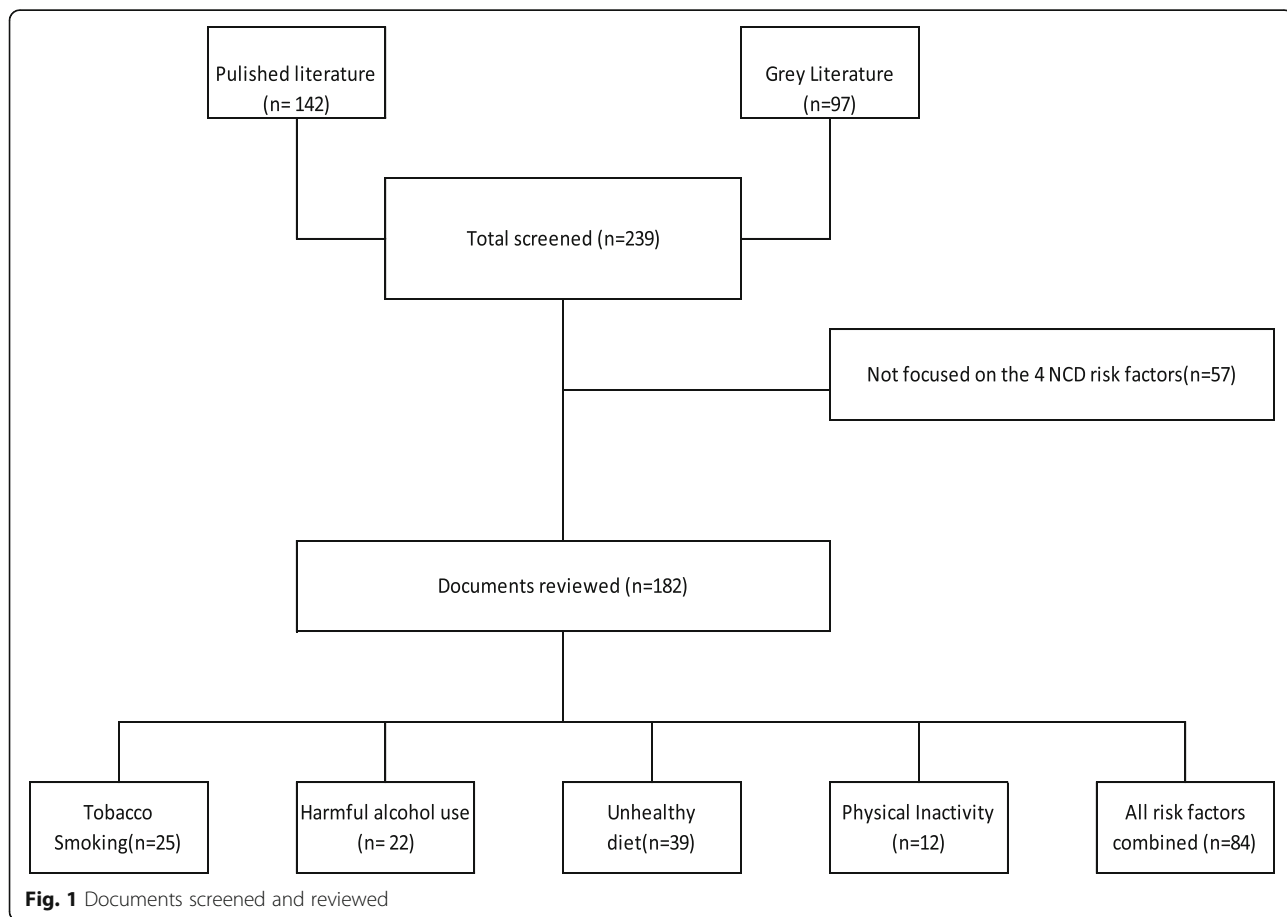 Pulished literature
(n= 142)
Grey Literature
(n=97)
Total screened (n=239)
Not focused on the 4 NCD risk factors(n=57)
Documents reviewed (n=182)
Tobacco
Smoking(n=25)
Harmful alcohol use
(n= 22)
Unhealthy
diet(n=39)
Physical Inactivity
(n=12)
All risk factors
combined (n=84)
Fig. 1 Documents screened and reviewed